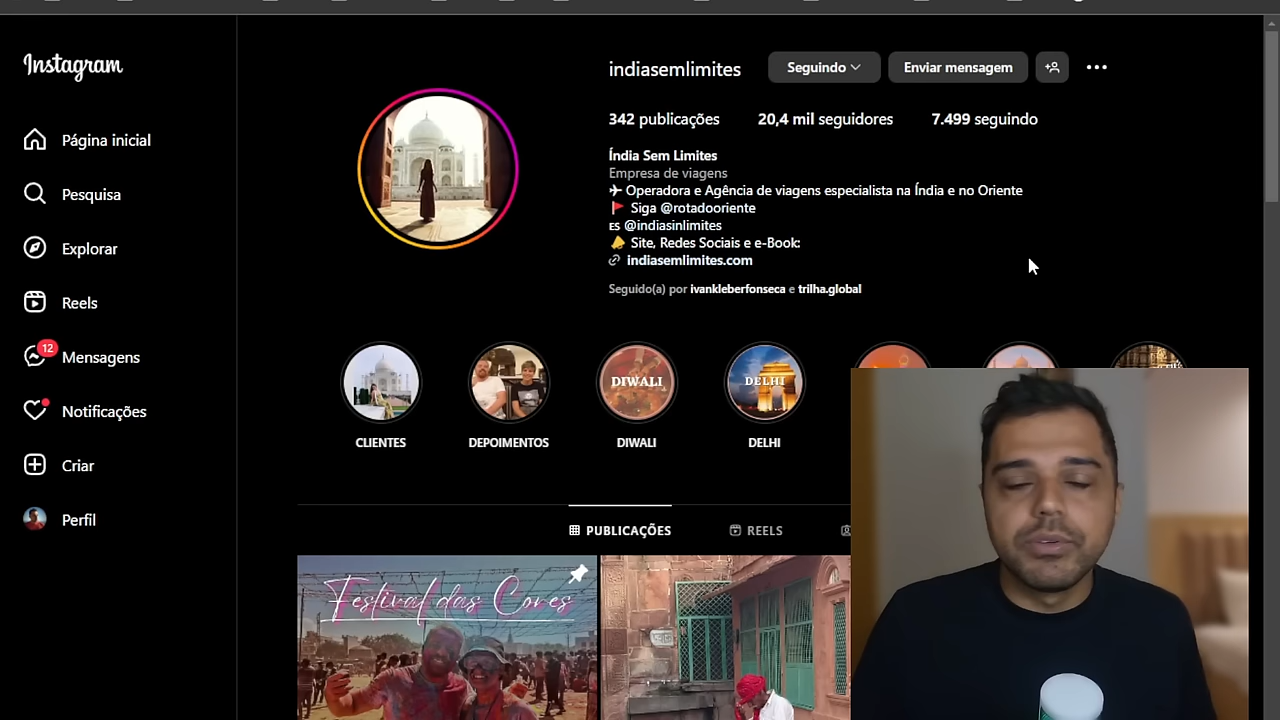 Instagram
Página inicial
Pesquisa
Explorar
Reels
12
Mensagens
Notificações
Criar
Perfil
indiasemlimites
Seguindo
Enviar mensagem
342 publicações
20,4 mil seguidores
7.499 seguindo
Índia Sem Limites
Empresa de viagens
✈ Operadora e Agência de viagens especialista na Índia e no Oriente
🚩 Siga @rotadooriente
ES @indiasinlimites
📣 Site, Redes Sociais e e-Book:
indiasemlimites.com
Seguido(a) por ivankleberfonseca e trilha.global
DIWALI
DELHI
CLIENTES
DEPOIMENTOS
DIWALI
DELHI
PUBLICAÇÕES
REELS
Festival das Cores